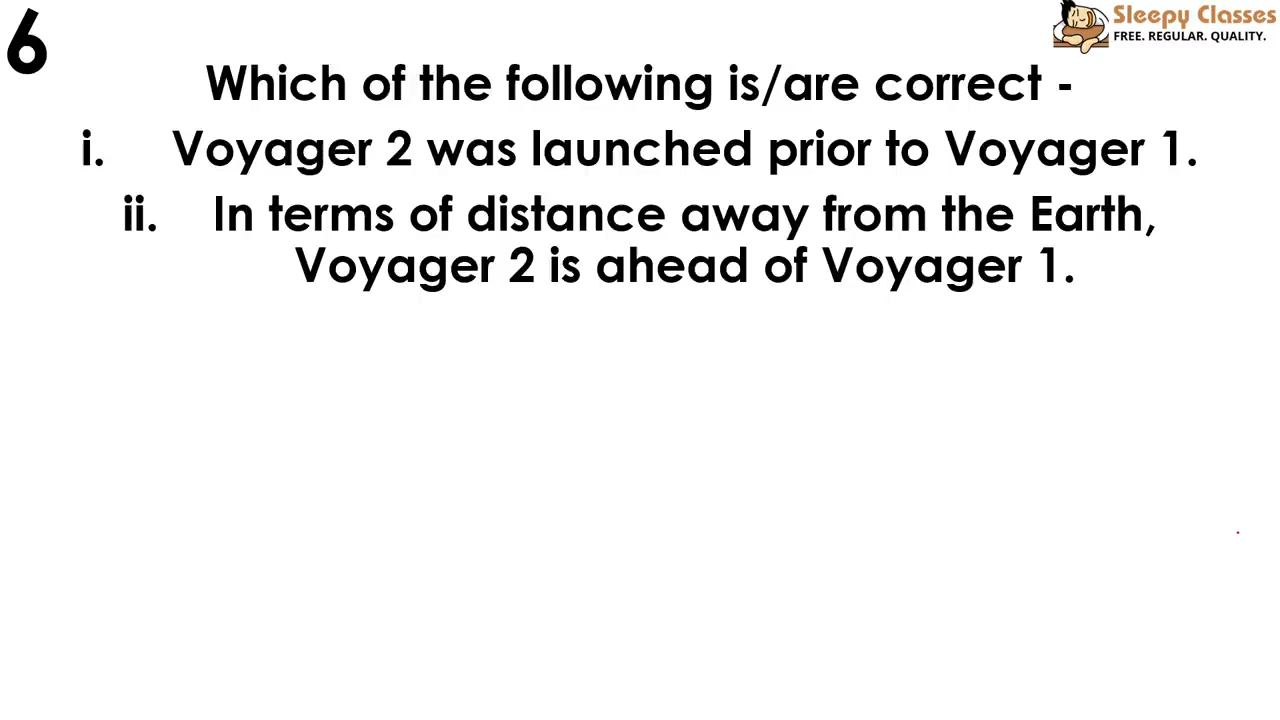 6
Sleepy Classes
FREE. REGULAR. QUALITY.
Which of the following is/are correct -
i. Voyager 2 was launched prior to Voyager 1.
ii. In terms of distance away from the Earth,
Voyager 2 is ahead of Voyager 1.